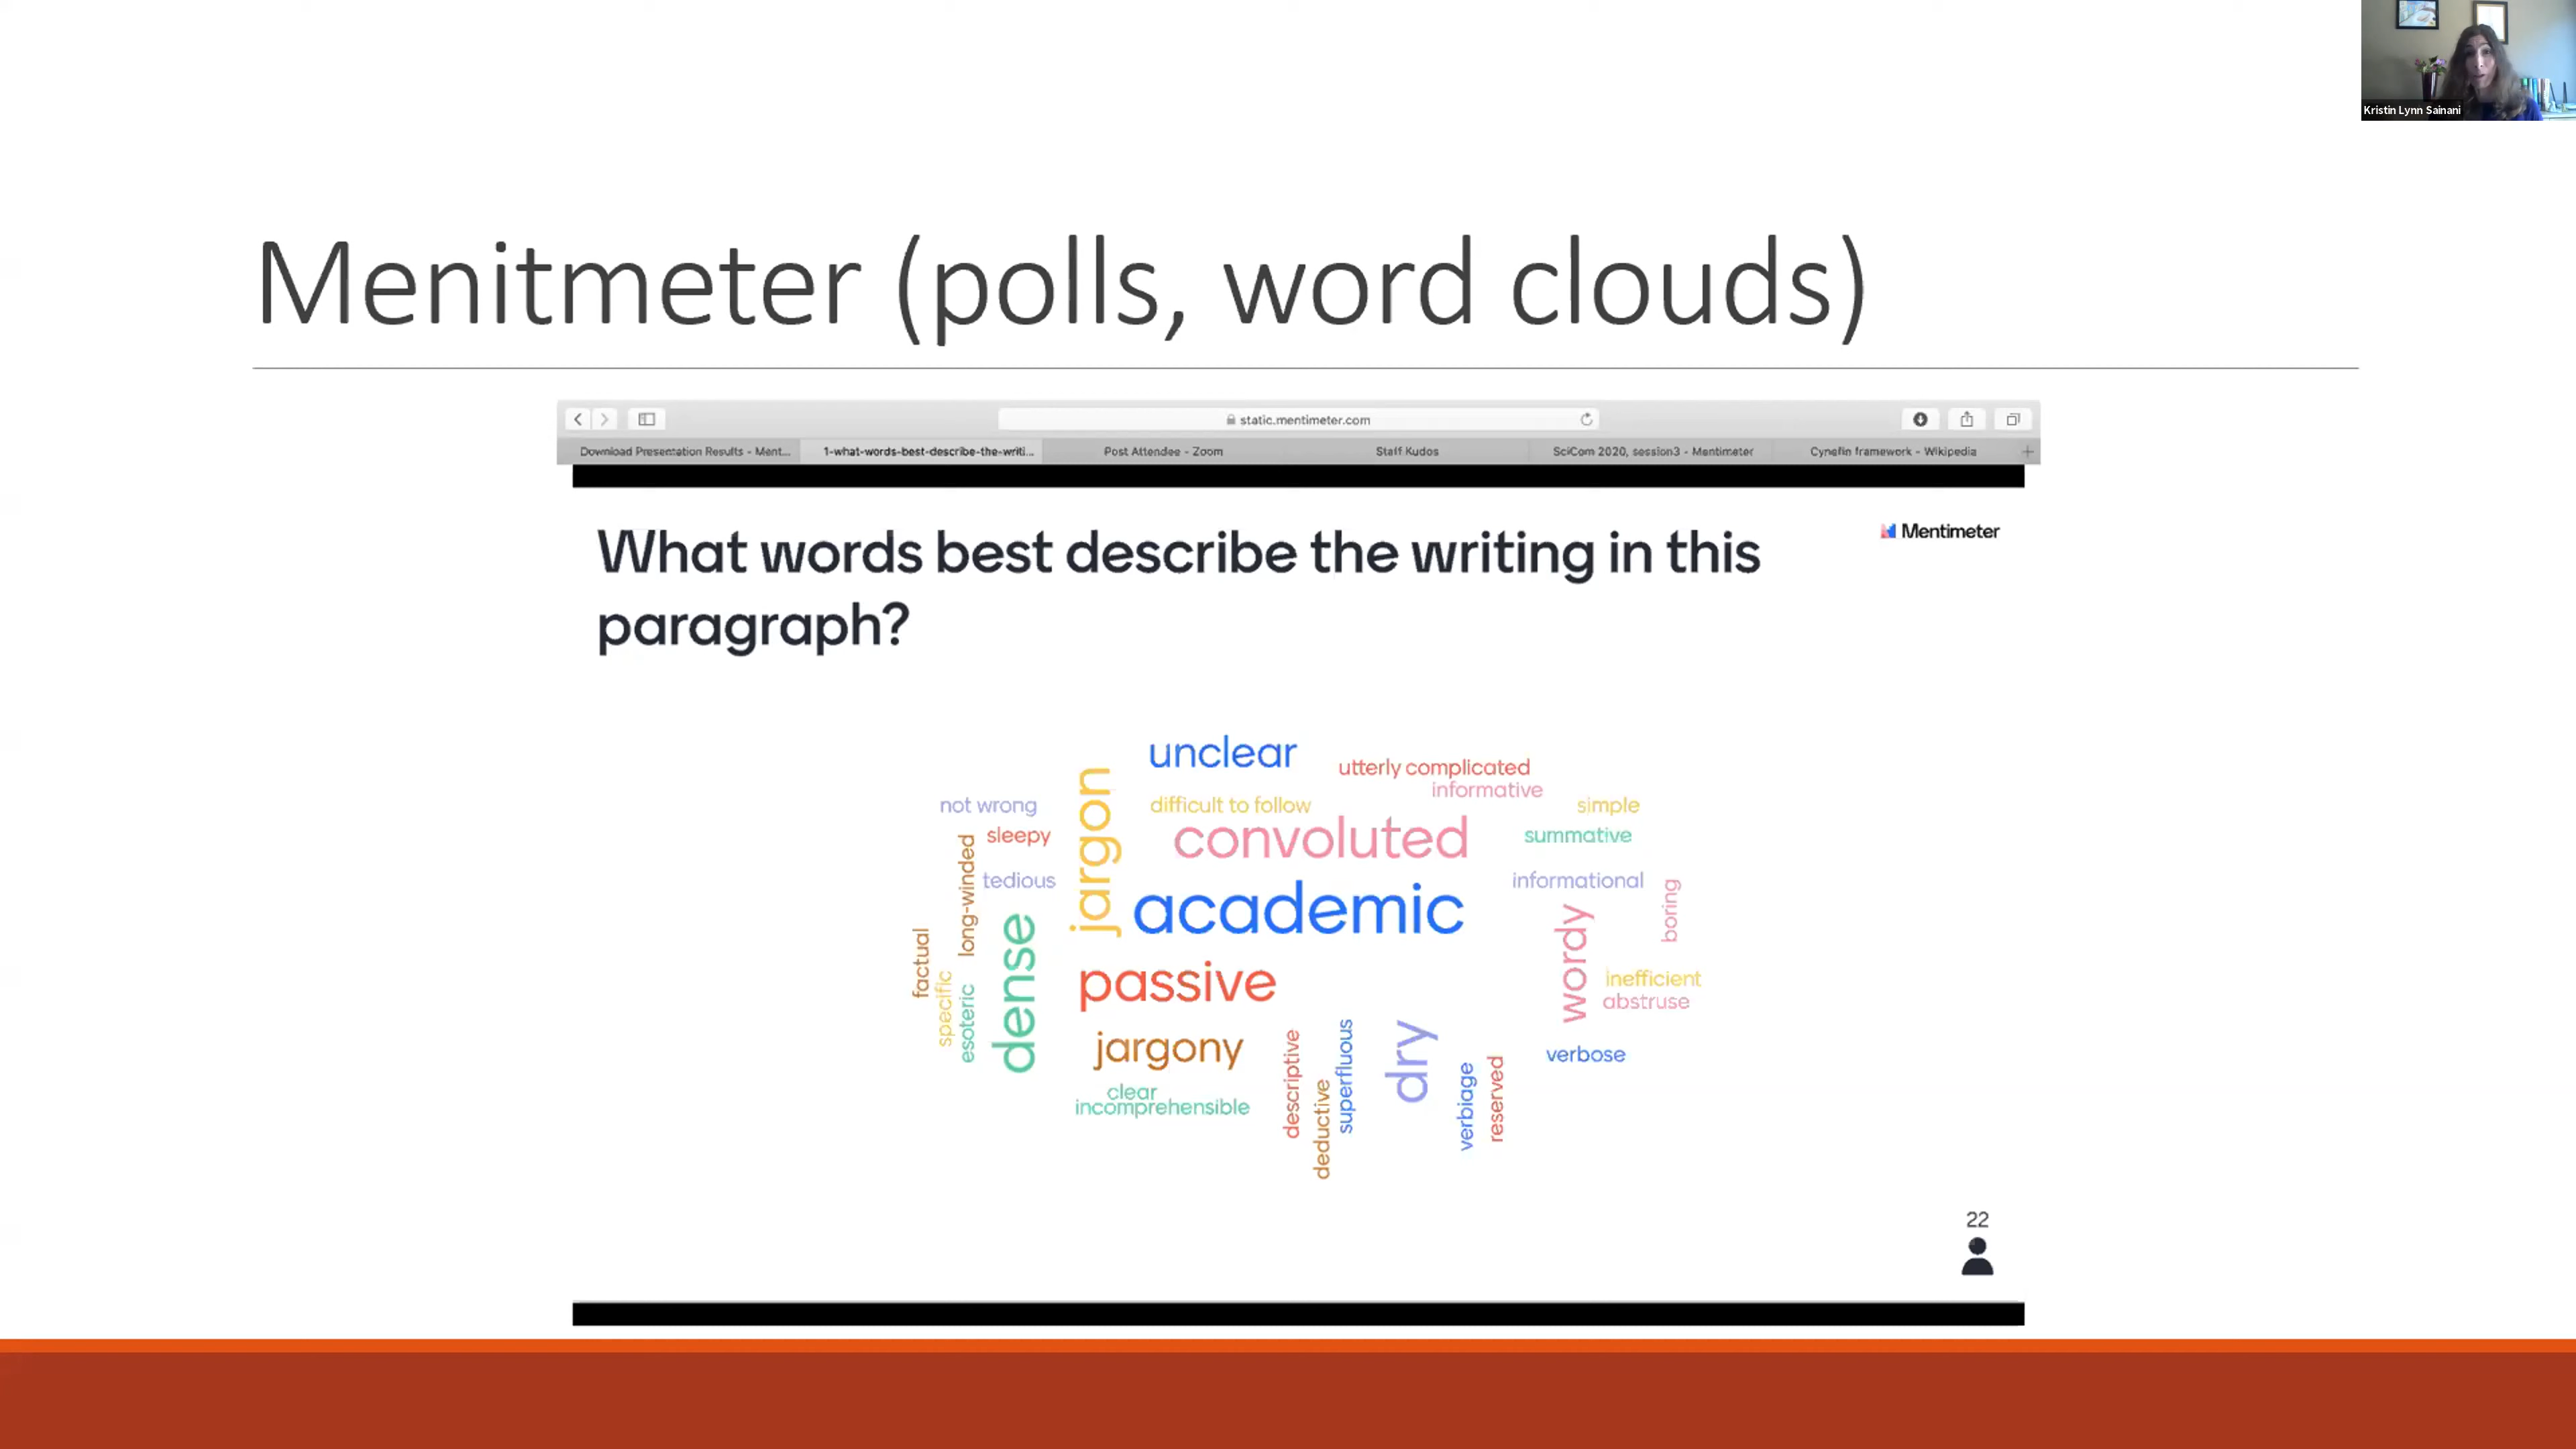 Kristin Lynn Sainani
Menitmeter (polls, word clouds)
static.mentimeter.com
Download Presentation Results - Ment...
1-what-words-best-describe-the-writi...
Post Attendee - Zoom
Staff Kudos
SciCom 2020, session3 - Mentimeter
Cynefin framework - Wikipedia
Mentimeter
What words best describe the writing in this
paragraph?
unclear
utterly complicated
informative
not wrong
difficult to follow
simple
jargon
sleepy
convoluted
summative
long-winded
tedious
informational
boring
academic
factual
dense
wordy
specific
esoteric
passive
inefficient
abstruse
jargony
verbose
descriptive
superfluous
dry
clear
incomprehensible
deductive
verbiage
reserved
22